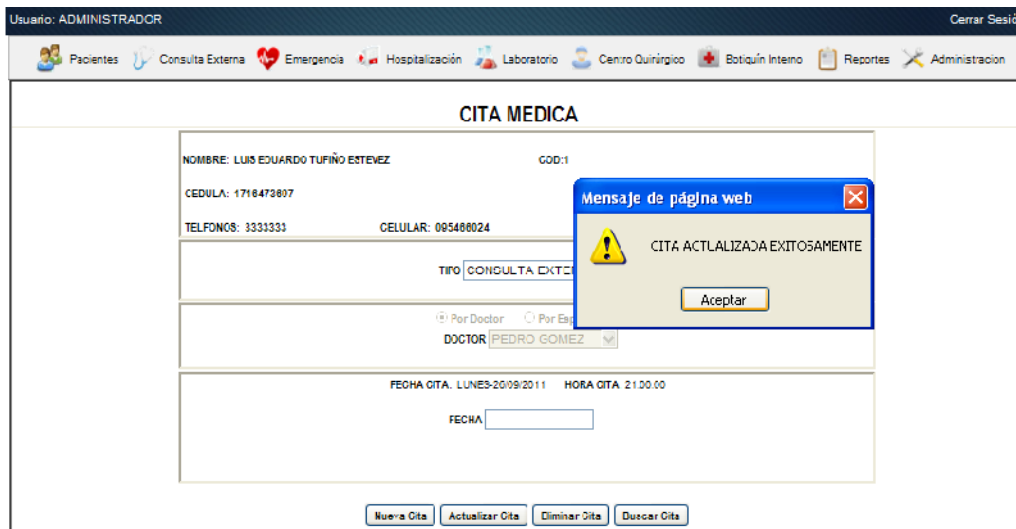 Usuario: ADMINISTRADOR Cerrar Sesió
Pacientes Consulta Externa Emergencia Hospitalización Laboratorio Centro Quirúrgico Botiquín Interno Reportes Administracion
CITA MEDICA
NOMBRE: LUIS EDUARDO TUFIÑO ESTEVEZ COD:1
CEDULA: 1716473697
Mensaje de página web
TELFONOS: 3333333 CELULAR: 095466024
CITA ACTUALIZADA EXITOSAMENTE
TIPO CONSULTA EXTE
Aceptar
Por Doctor Por Esp
DOCTOR PEDRO GOMEZ
FECHA CITA. LUNES-26/09/2011 HORA CITA 21:00:00
FECHA
Nueva Cita Actualizar Cita Eliminar Cita Buscar Cita